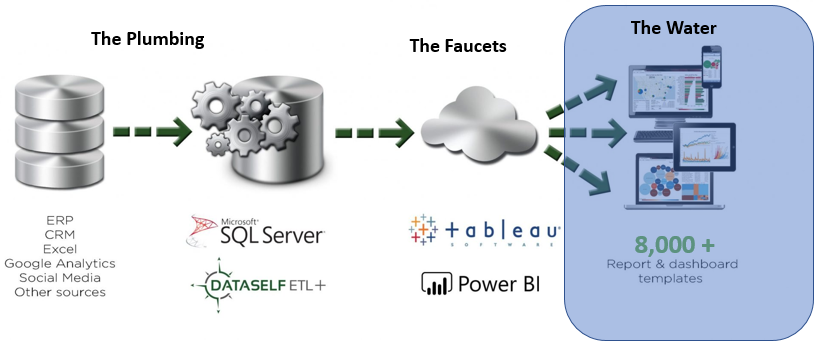 The Plumbing
The Faucets
The Water
ERP
CRM
Excel
Google Analytics
Social Media
Other sources
Microsoft®
SQL Server®
DATASELF ETL+
+ableau®
SOFTWARE
Power BI
8,000 +
Report & dashboard
templates